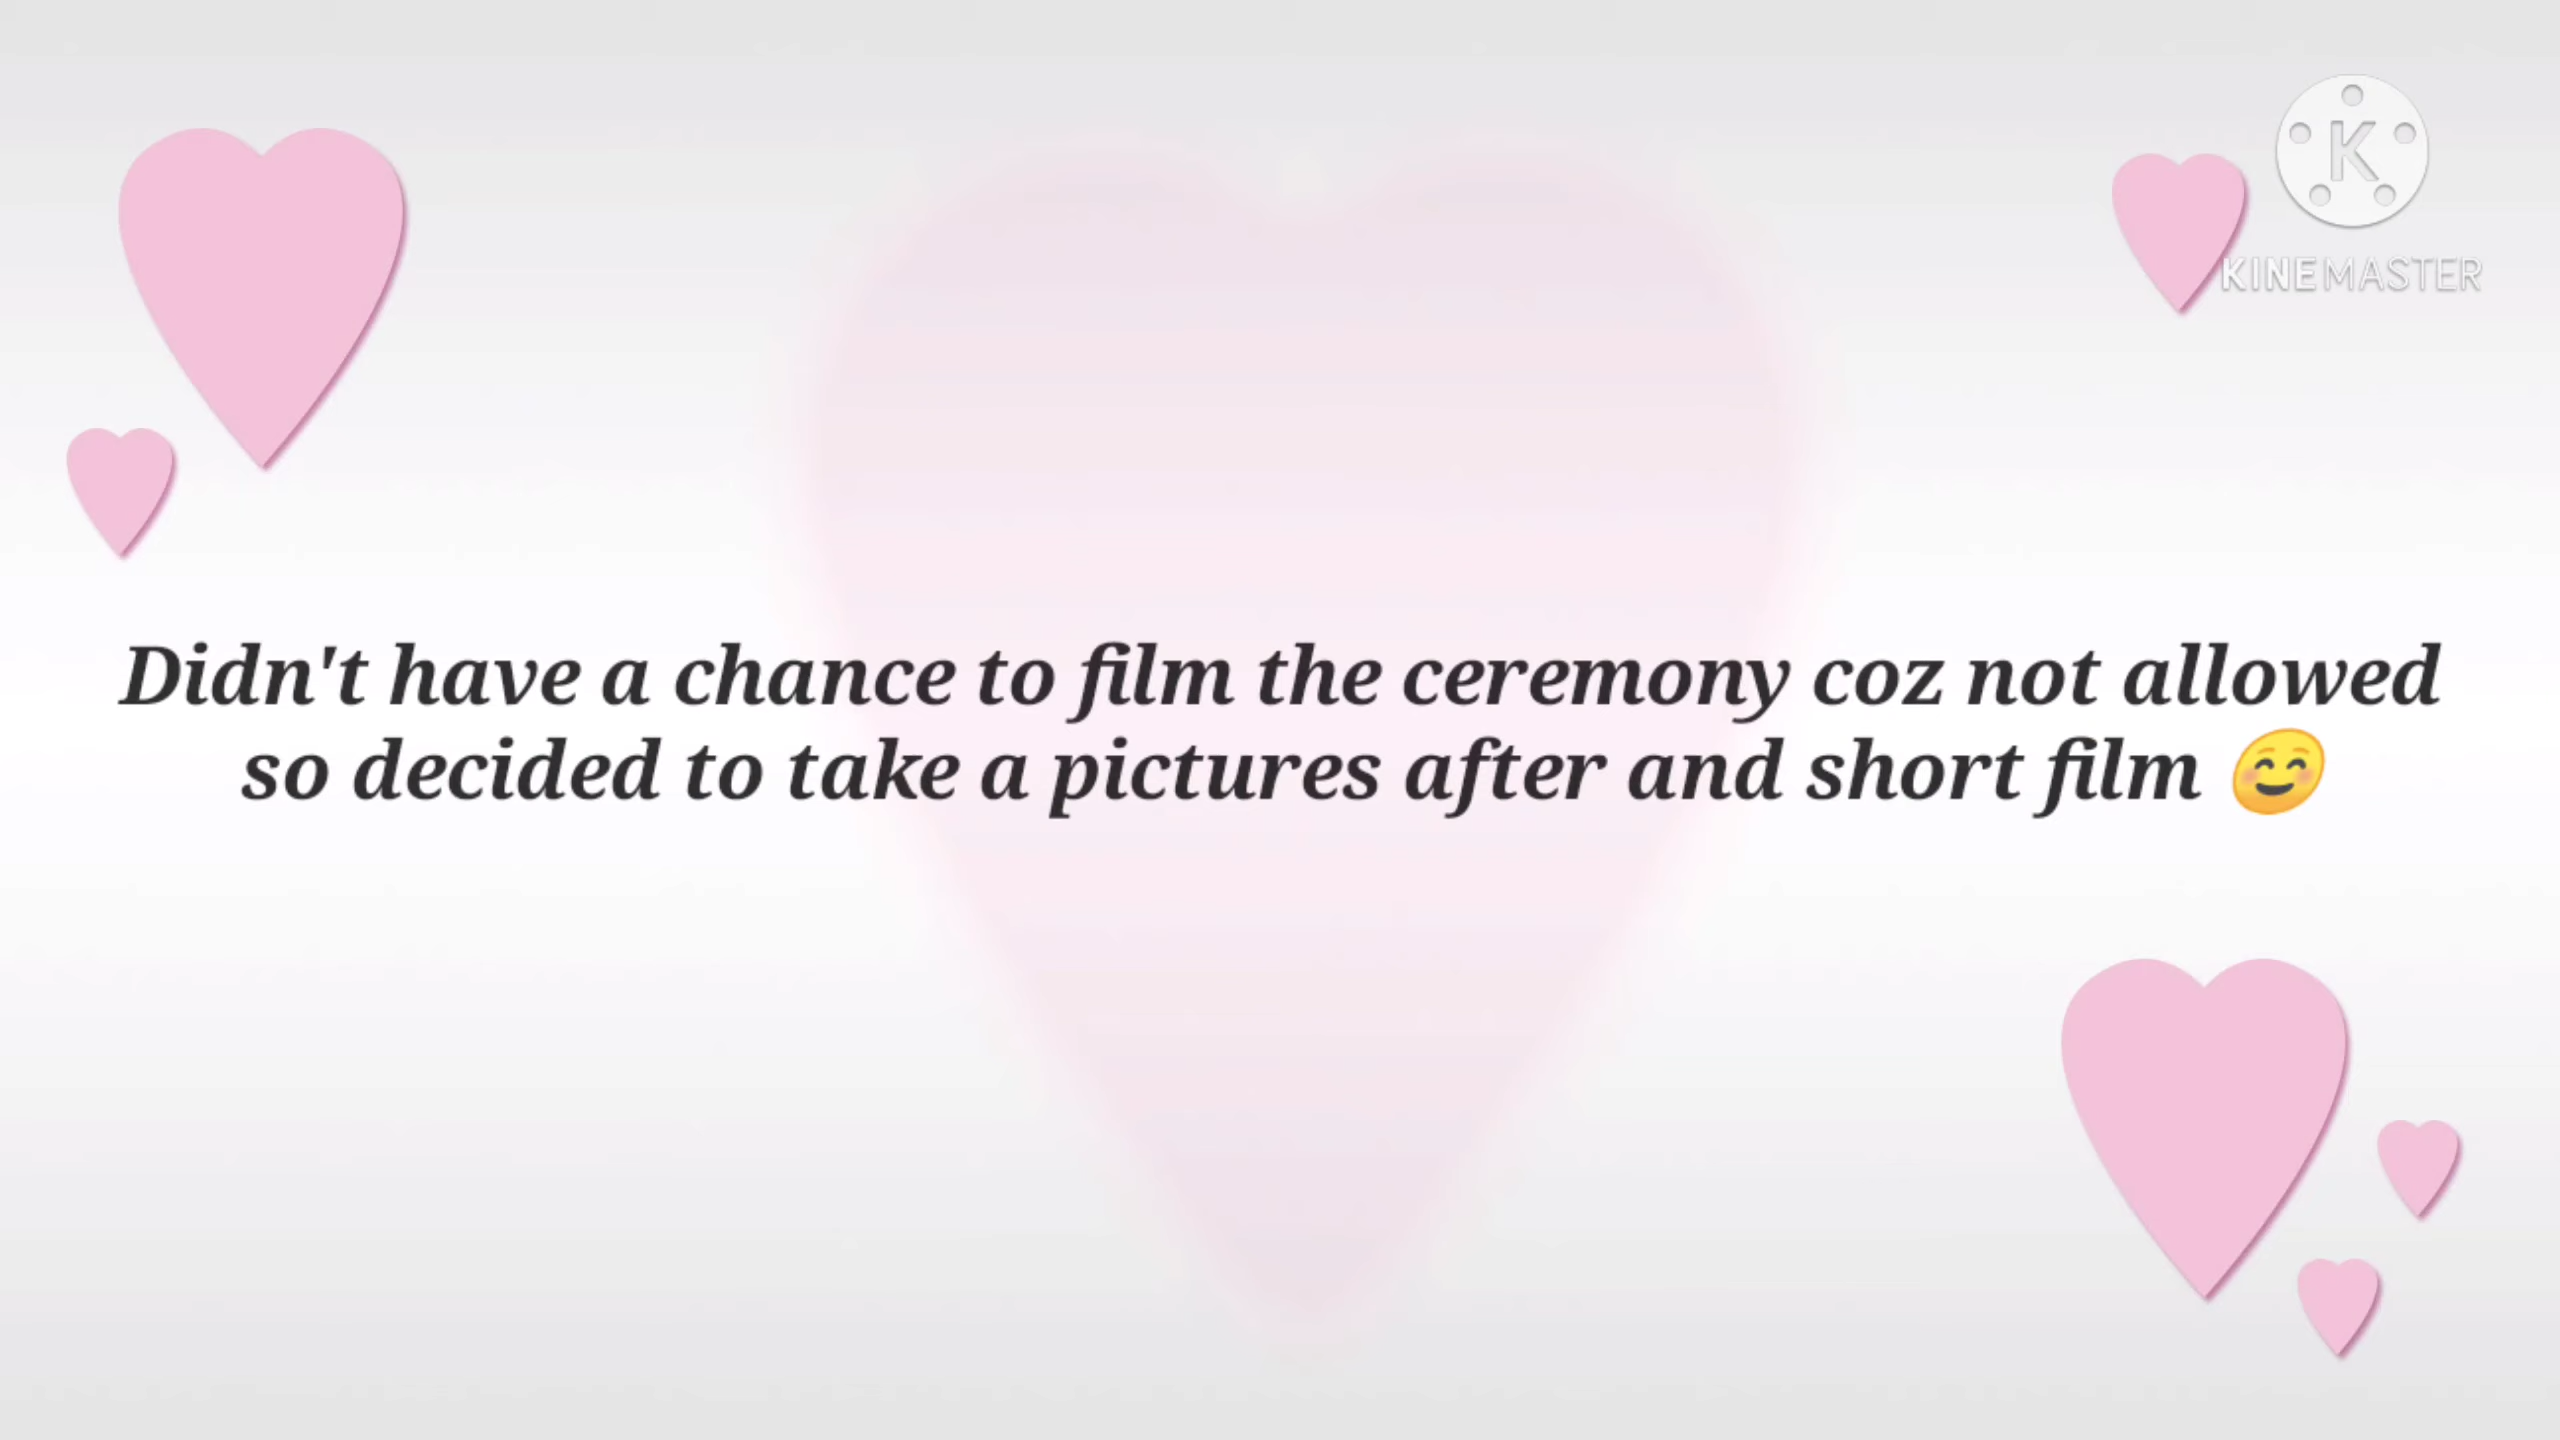 K
KINEMASTER
Didn't have a chance to film the ceremony coz not allowed
so decided to take a pictures after and short film 😊